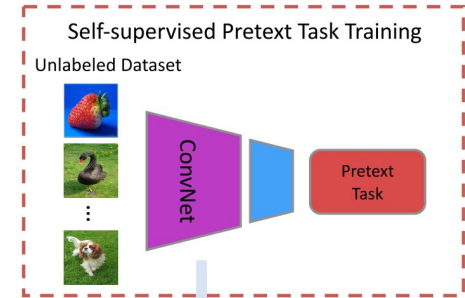 Self-supervised Pretext Task Training
Unlabeled Dataset
ConvNet
Pretext
Task
...